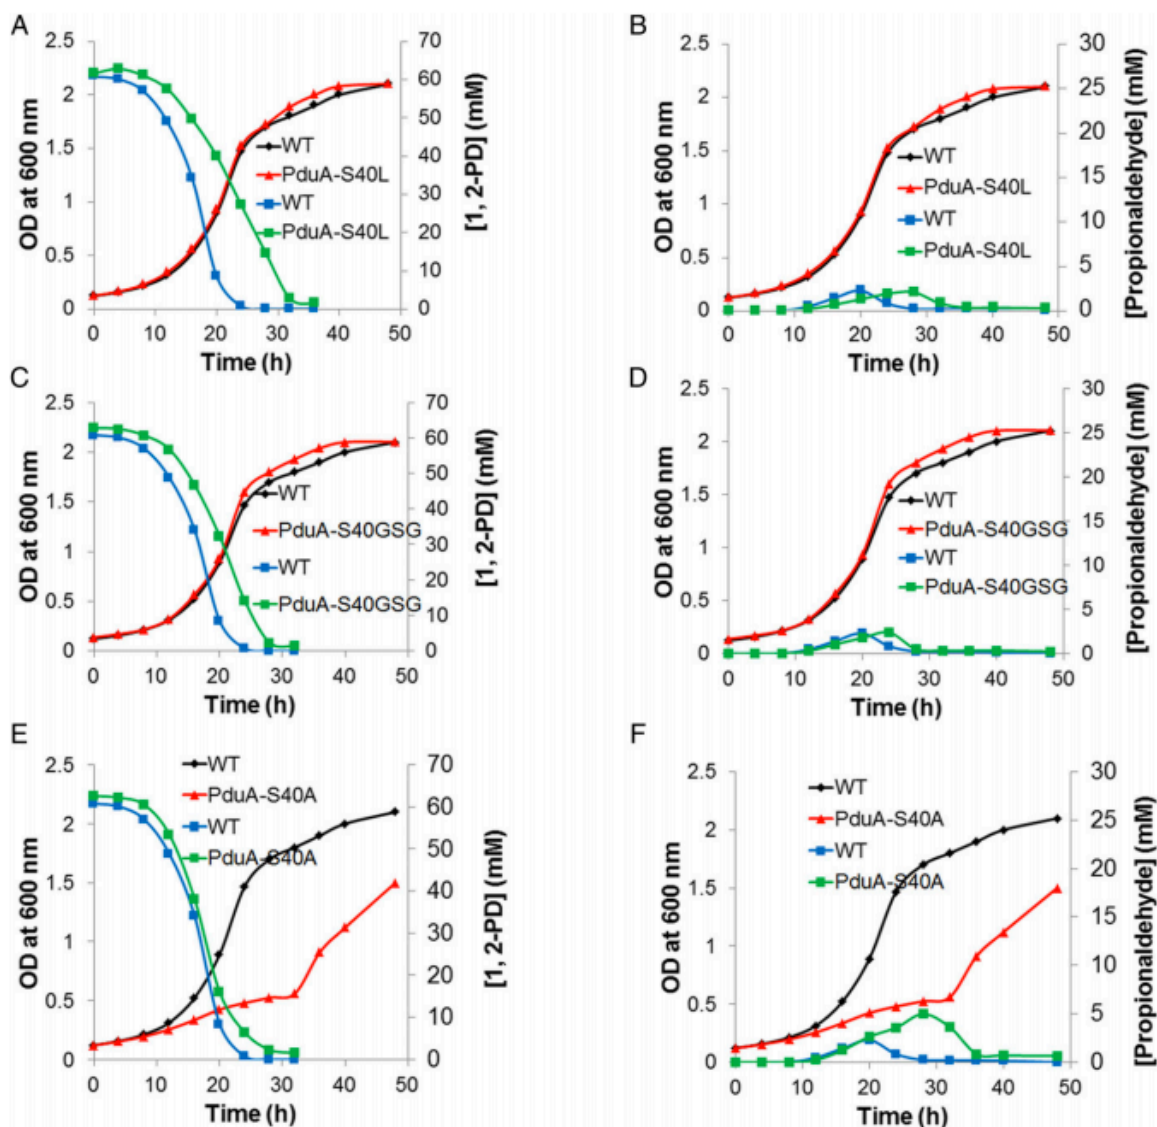 A
OD at 600 nm
2.5
2
1.5
1
0.5
0
70
60
50
40
30
20
10
0
[1, 2-PD] (mM)
WT
PduA-S40L
WT
PduA-S40L
0 10 20 30 40 50
Time (h)
B
OD at 600 nm
2.5
2
1.5
1
0.5
0
30
25
20
15
10
5
0
[Propionaldehyde] (mM)
WT
PduA-S40L
WT
PduA-S40L
0 10 20 30 40 50
Time (h)
C
OD at 600 nm
2.5
2
1.5
1
0.5
0
70
60
50
40
30
20
10
0
[1, 2-PD] (mM)
WT
PduA-S40GSG
WT
PduA-S40GSG
0 10 20 30 40 50
Time (h)
D
OD at 600 nm
2.5
2
1.5
1
0.5
0
30
25
20
15
10
5
0
[Propionaldehyde] (mM)
WT
PduA-S40GSG
WT
PduA-S40GSG
0 10 20 30 40 50
Time (h)
E
OD at 600 nm
2.5
2
1.5
1
0.5
0
70
60
50
40
30
20
10
0
[1, 2-PD] (mM)
WT
PduA-S40A
WT
PduA-S40A
0 10 20 30 40 50
Time (h)
F
OD at 600 nm
2.5
2
1.5
1
0.5
0
30
25
20
15
10
5
0
[Propionaldehyde] (mM)
WT
PduA-S40A
WT
PduA-S40A
0 10 20 30 40 50
Time (h)